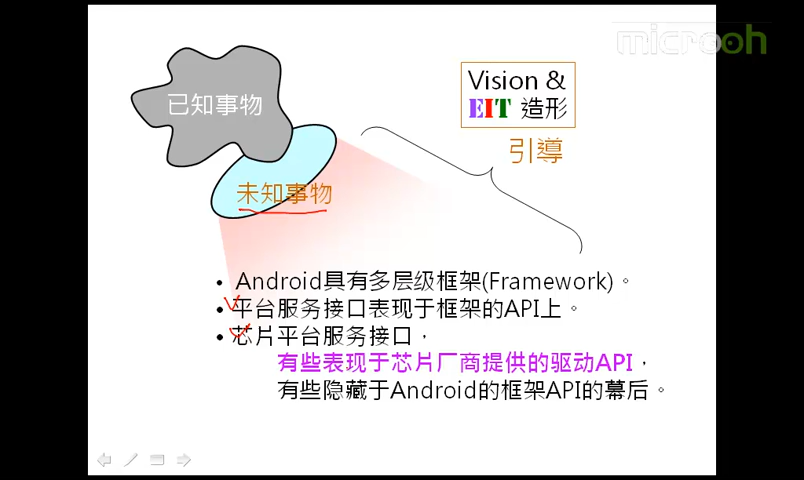 microoh
已知事物
Vision &
EIT 造形
引導
未知事物
• Android具有多层级框架(Framework)。
• 平台服务接口表现于框架的API上。
• 芯片平台服务接口，
有些表现于芯片厂商提供的驱动API，
有些隐藏于Android的框架API的幕后。